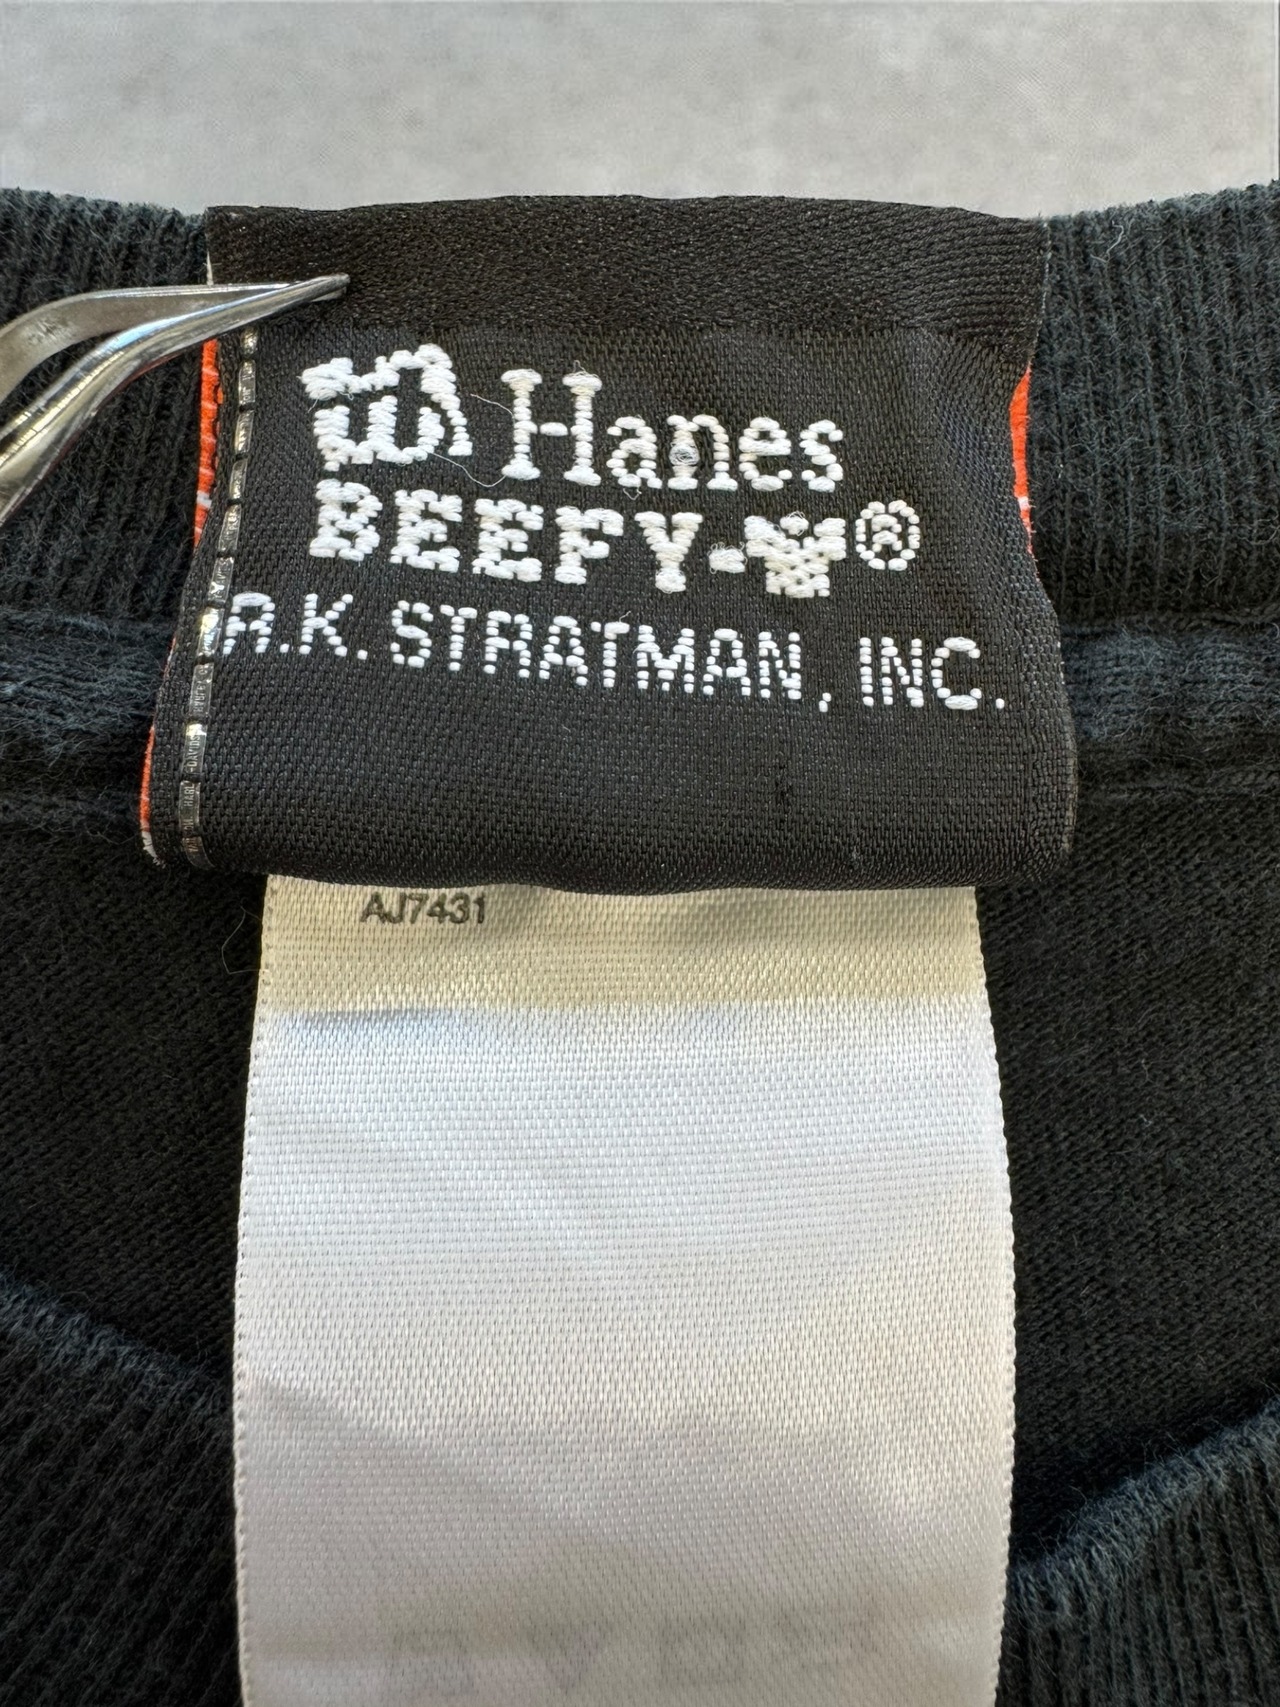 Hanes
BEEFY-T®
R.K. STRATMAN, INC.
AJ7431